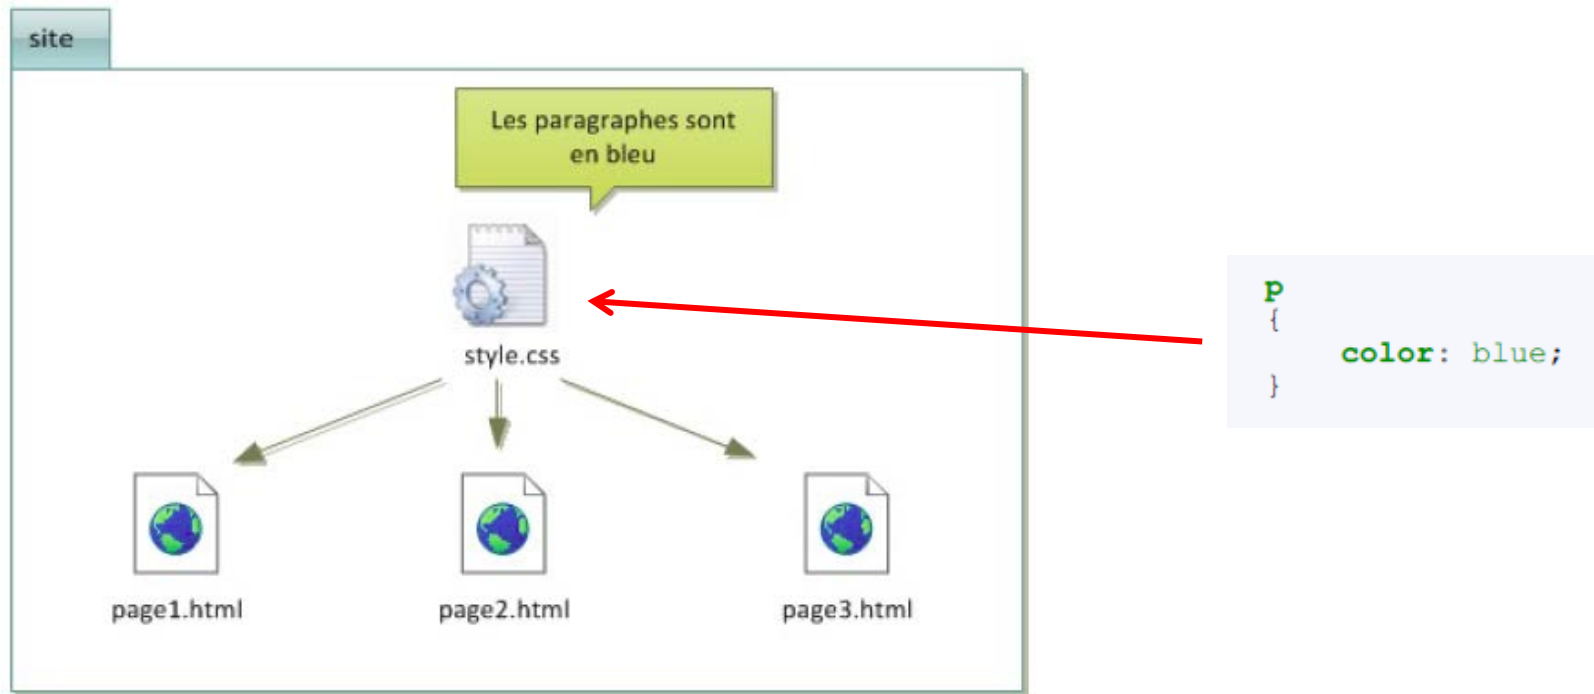 site
Les paragraphes sont
en bleu
style.css
page1.html
page2.html
page3.html
p
{
color: blue;
}